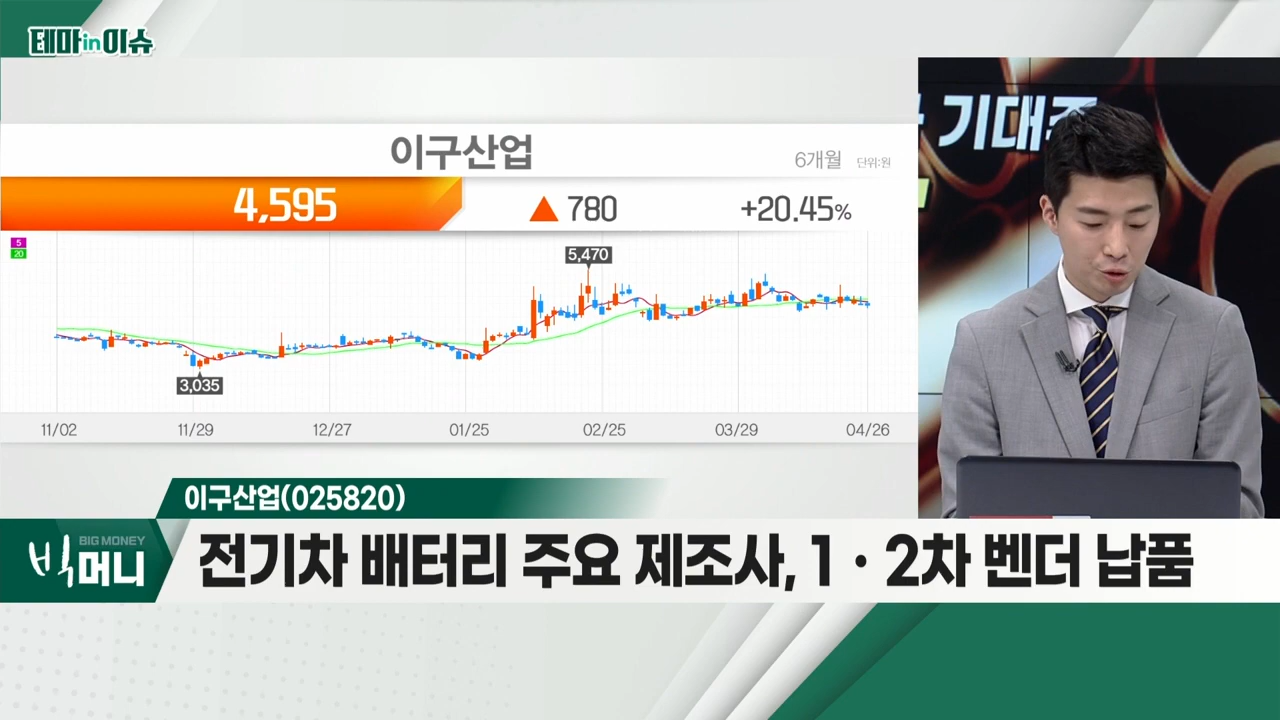 테마in이슈
기대주
이구산업
6개월 단위:원
4,595 ▲ 780 +20.45%
5
20
5,470
3,035
11/02 11/29 12/27 01/25 02/25 03/29 04/26
이구산업(025820)
BIG MONEY
빅머니
전기차 배터리 주요 제조사, 1·2차 벤더 납품